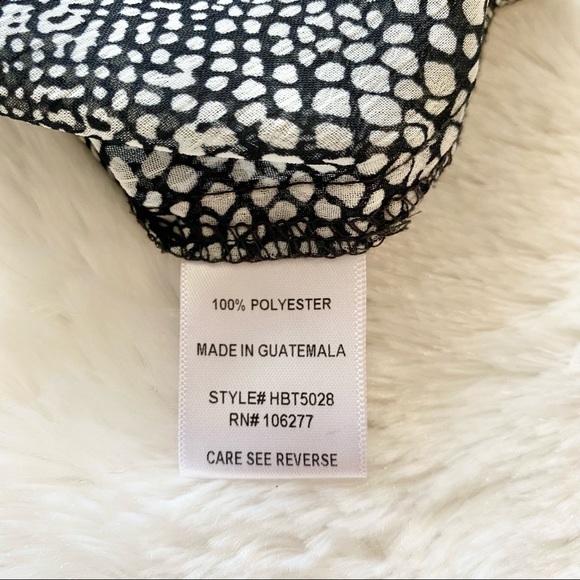 100% POLYESTER
MADE IN GUATEMALA
STYLE# HBT5028
RN# 106277
CARE SEE REVERSE